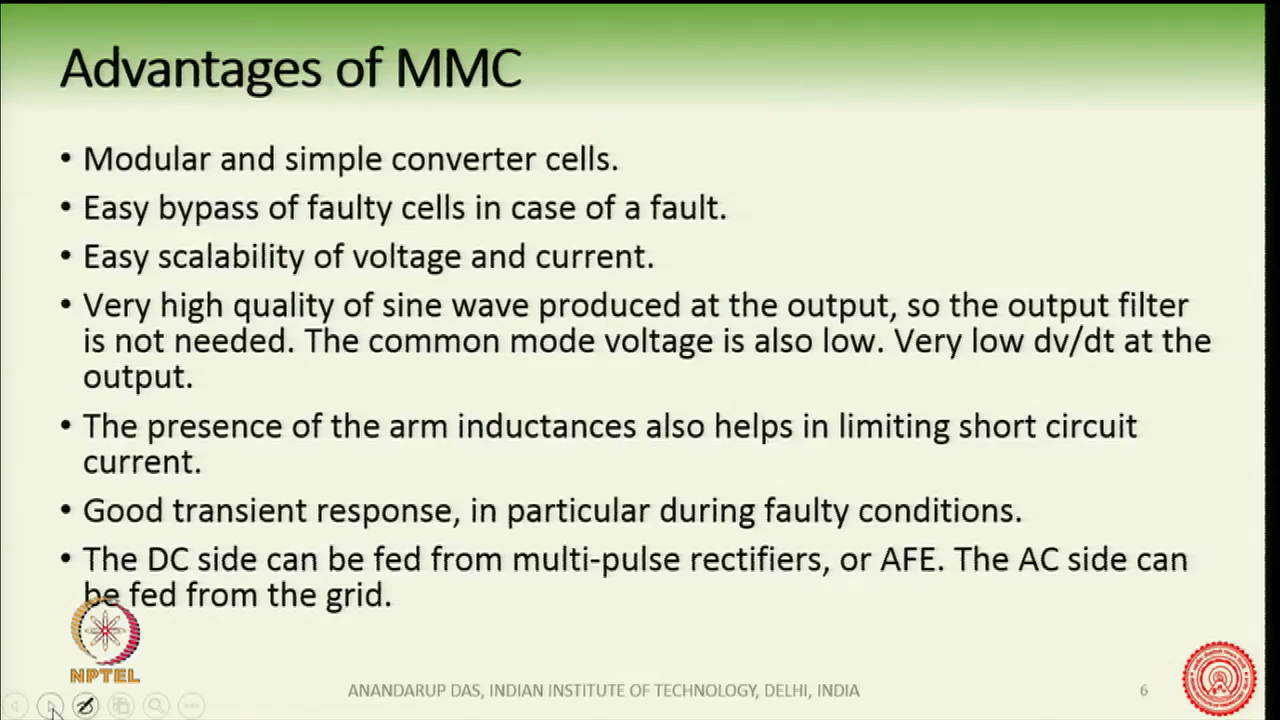 Advantages of MMC
• Modular and simple converter cells.
• Easy bypass of faulty cells in case of a fault.
• Easy scalability of voltage and current.
• Very high quality of sine wave produced at the output, so the output filter
is not needed. The common mode voltage is also low. Very low dv/dt at the
output.
• The presence of the arm inductances also helps in limiting short circuit
current.
• Good transient response, in particular during faulty conditions.
• The DC side can be fed from multi-pulse rectifiers, or AFE. The AC side can
be fed from the grid.
NPTEL
ANANDARUP DAS, INDIAN INSTITUTE OF TECHNOLOGY, DELHI, INDIA
6